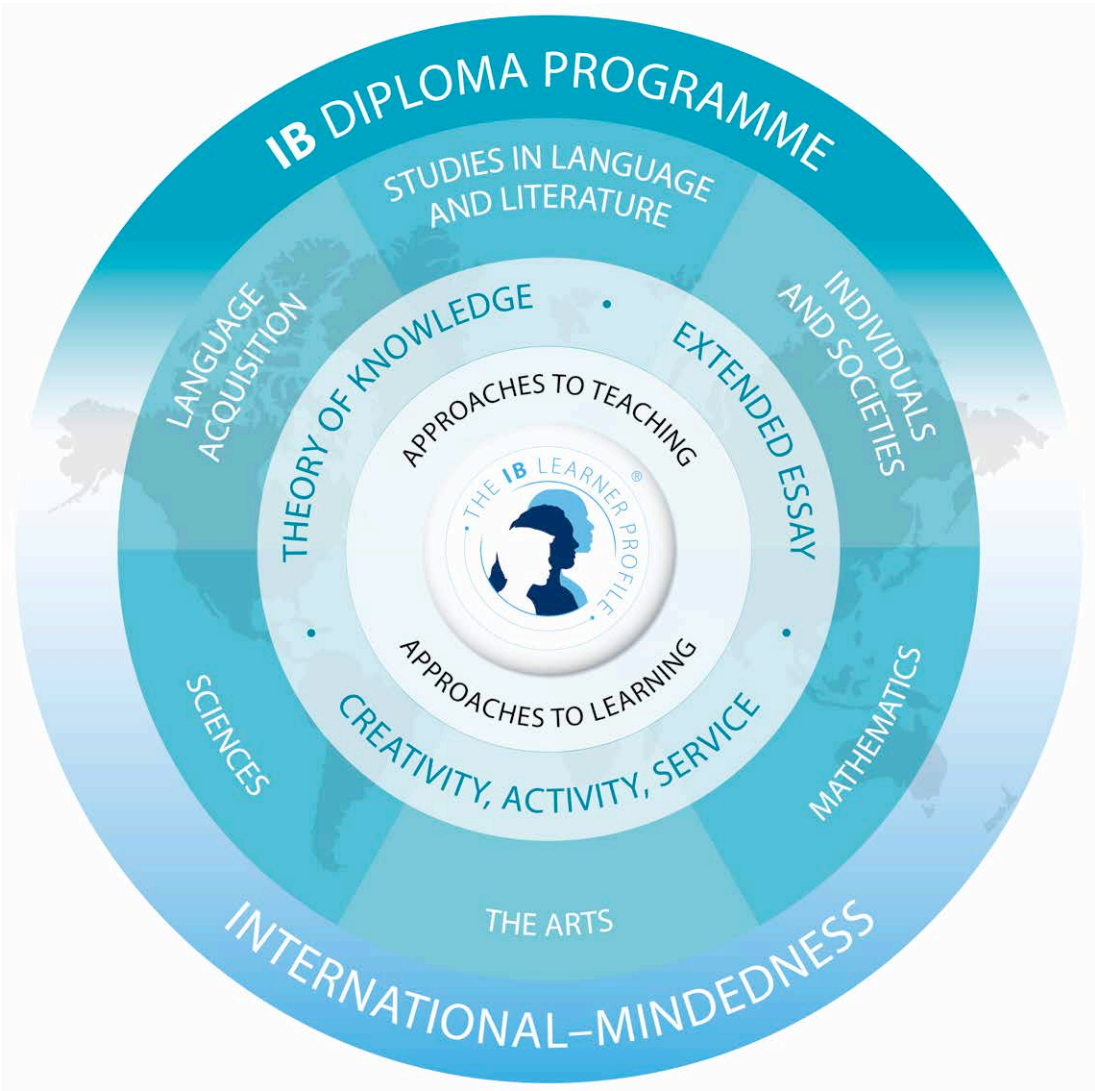 IB DIPLOMA PROGRAMME
STUDIES IN LANGUAGE
AND LITERATURE
LANGUAGE
ACQUISITION
INDIVIDUALS
AND SOCIETIES
THEORY OF KNOWLEDGE
•
EXTENDED ESSAY
•
APPROACHES TO TEACHING
THE IB LEARNER PROFILE
®
APPROACHES TO LEARNING
•
CREATIVITY, ACTIVITY, SERVICE
SCIENCES
MATHEMATICS
THE ARTS
INTERNATIONAL–MINDEDNESS